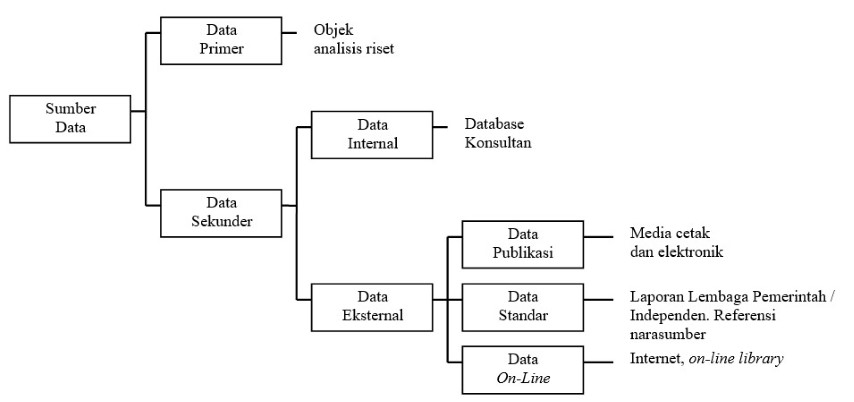 Data
Primer
Objek
analisis riset
Sumber
Data
Data
Internal
Database
Konsultan
Data
Sekunder
Data
Publikasi
Media cetak
dan elektronik
Data
Eksternal
Data
Standar
Laporan Lembaga Pemerintah /
Independen. Referensi
narasumber
Data
On-Line
Internet, on-line library